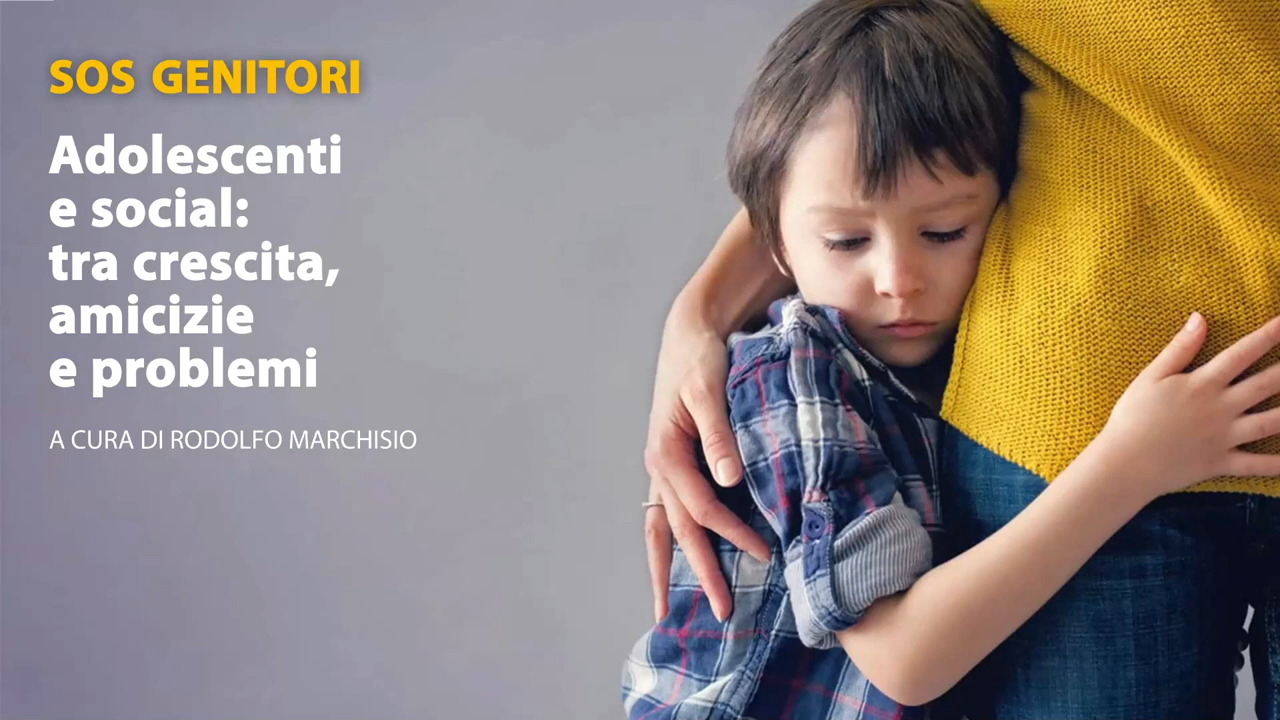 SOS GENITORI
Adolescenti
e social:
tra crescita,
amicizie
e problemi
A CURA DI RODOLFO MARCHISIO